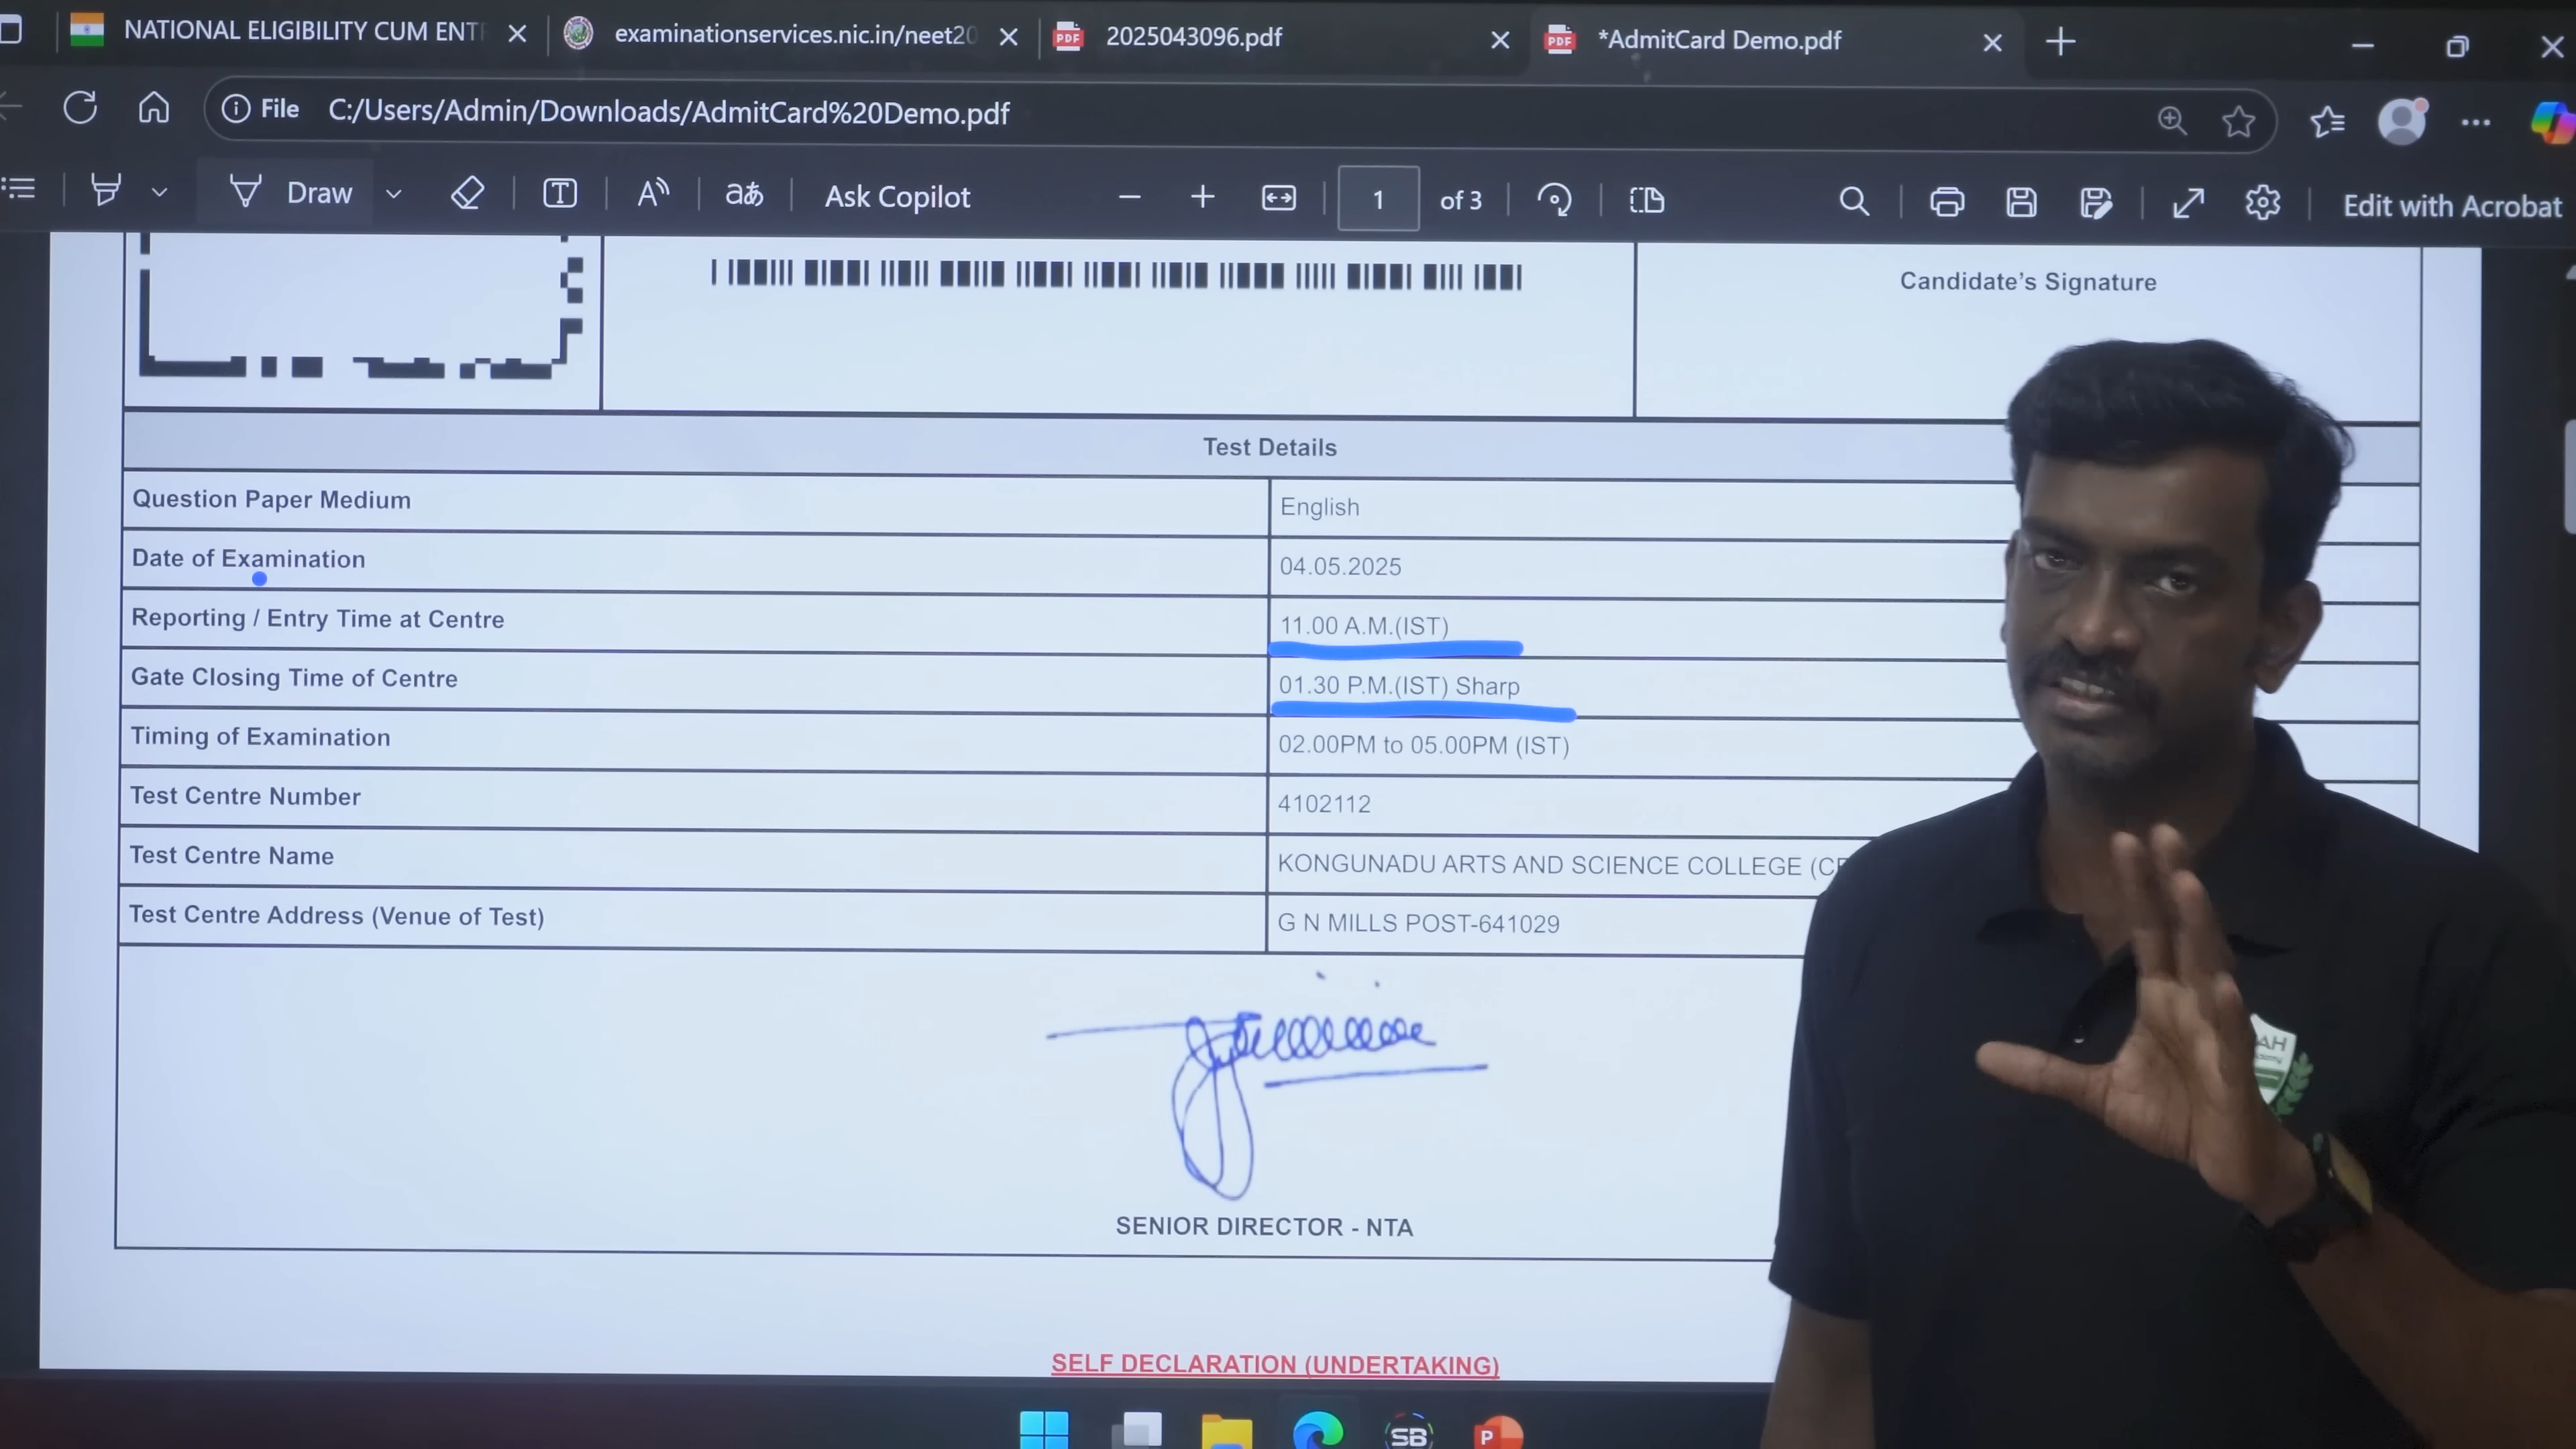 NATIONAL ELIGIBILITY CUM ENT
examinationservices.nic.in/neet20
2025043096.pdf
*AdmitCard Demo.pdf
File C:/Users/Admin/Downloads/AdmitCard%20Demo.pdf
Draw
Ask Copilot
1 of 3
Edit with Acrobat
Candidate's Signature
Test Details
Question Paper Medium English
Date of Examination 04.05.2025
Reporting / Entry Time at Centre 11.00 A.M.(IST)
Gate Closing Time of Centre 01.30 P.M.(IST) Sharp
Timing of Examination 02.00PM to 05.00PM (IST)
Test Centre Number 4102112
Test Centre Name KONGUNADU ARTS AND SCIENCE COLLEGE
Test Centre Address (Venue of Test) G N MILLS POST-641029
SENIOR DIRECTOR - NTA
SELF DECLARATION (UNDERTAKING)
SB
P